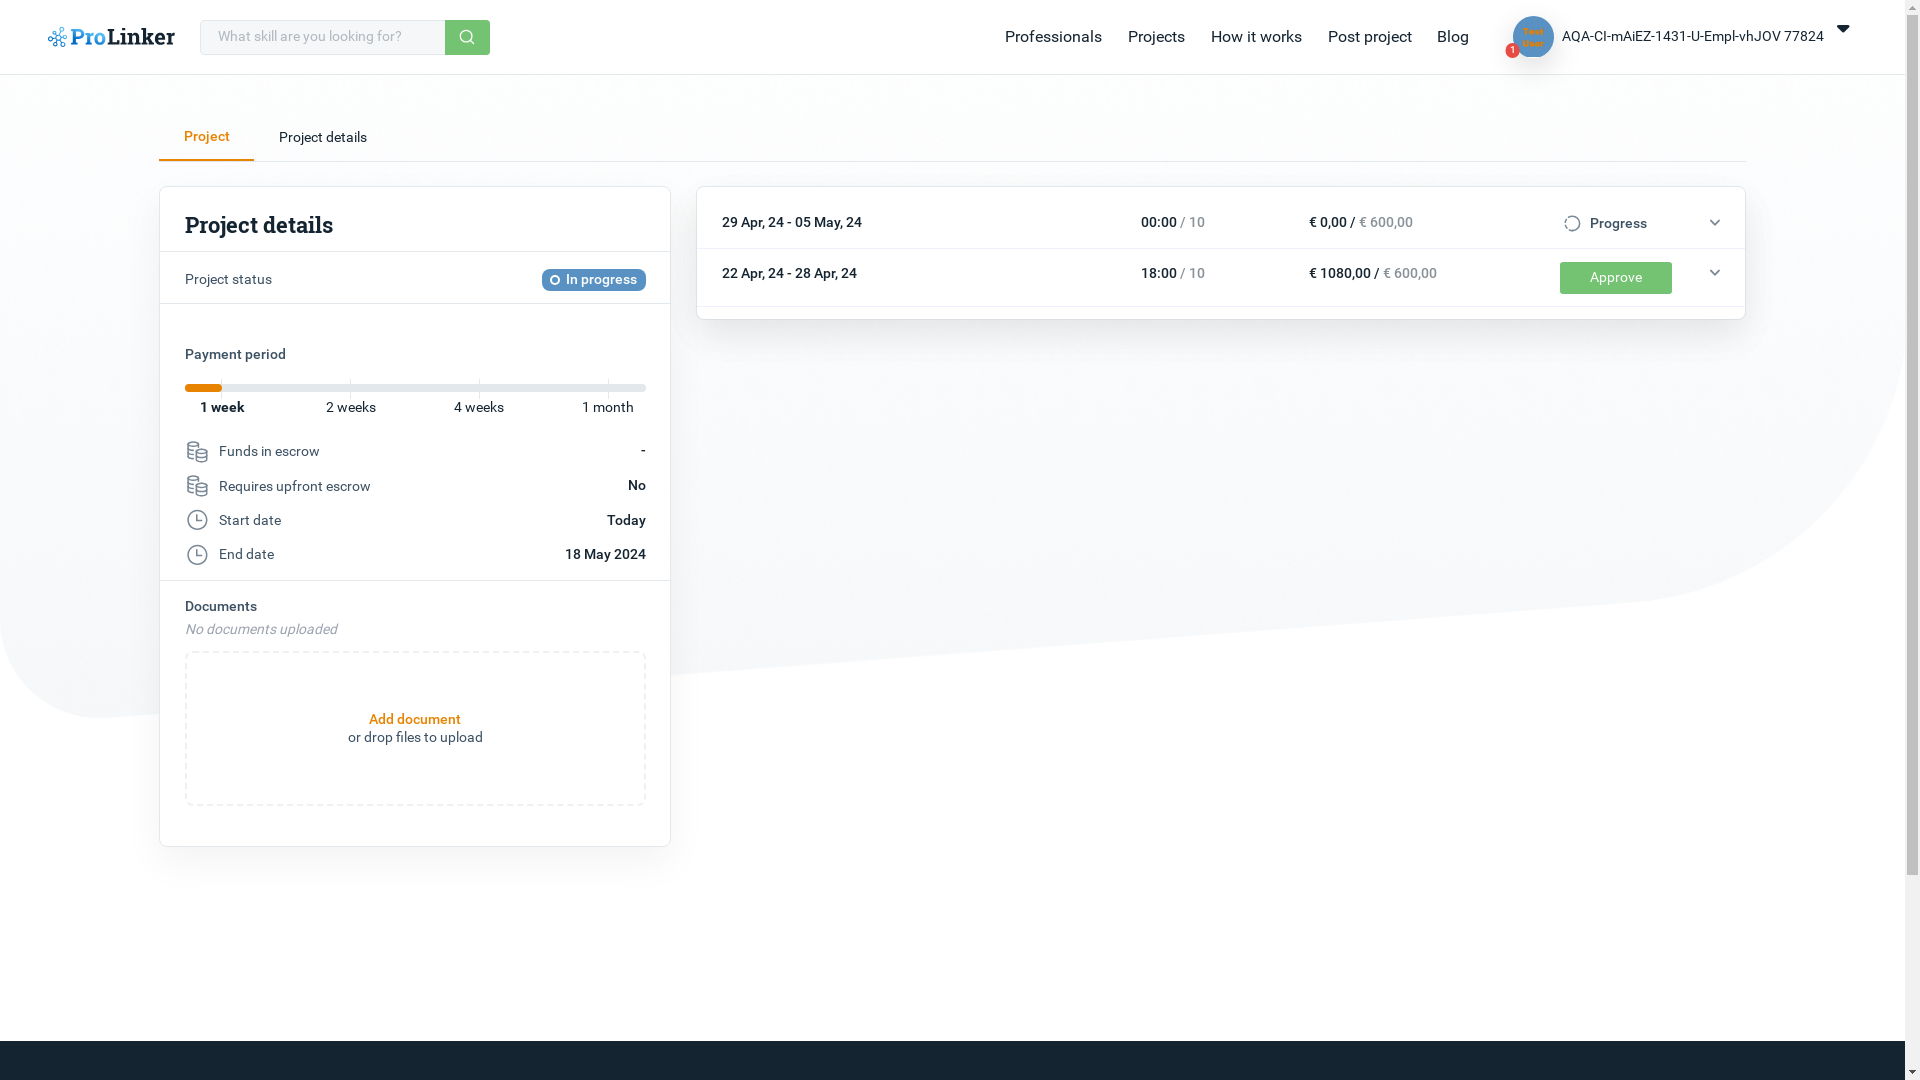 ProLinker
What skill are you looking for?
Professionals
Projects
How it works
Post project
Blog
1
AQA-CI-mAiEZ-1431-U-Empl-vhJOV 77824
Project
Project details
Project details
Project status
In progress
Payment period
1 week
2 weeks
4 weeks
1 month
Funds in escrow
-
Requires upfront escrow
No
Start date
Today
End date
18 May 2024
Documents
No documents uploaded
Add document
or drop files to upload
29 Apr, 24 - 05 May, 24
00:00 / 10
€ 0,00 / € 600,00
Progress
22 Apr, 24 - 28 Apr, 24
18:00 / 10
€ 1080,00 / € 600,00
Approve